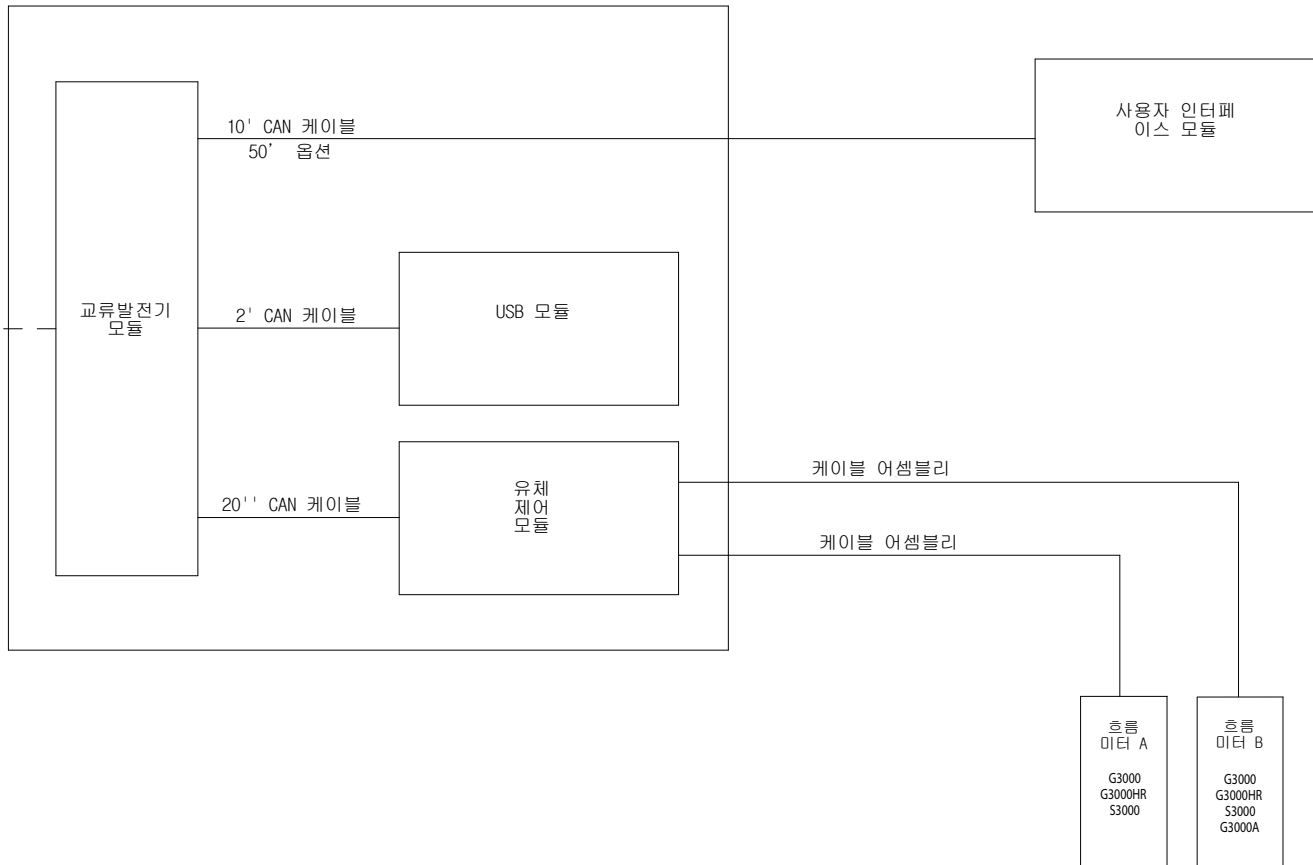 10' CAN 케이블
50' 옵션
사용자 인터페
이스 모듈
교류발전기
모듈
2' CAN 케이블
USB 모듈
20'' CAN 케이블
유체
제어
모듈
케이블 어셈블리
케이블 어셈블리
흐름
미터 A
G3000
G3000HR
S3000
흐름
미터 B
G3000
G3000HR
S3000
G3000A